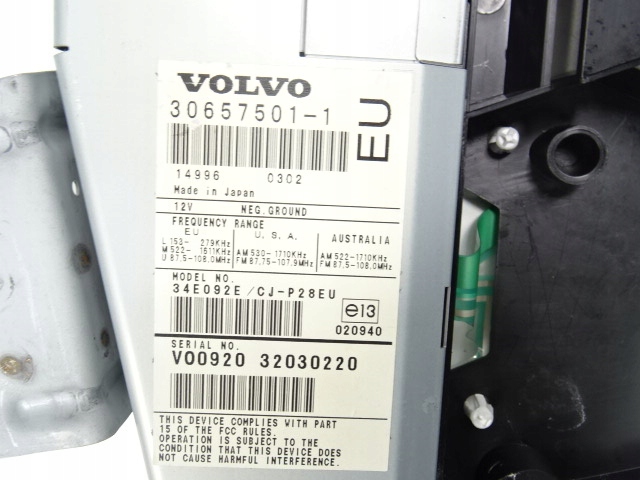 VOLVO
30657501-1
EU
14996 0302
Made in Japan
12V NEG.GROUND
FREQUENCY RANGE
EU U.S.A. AUSTRALIA
L 153- 279KHz
M 522- 1611KHz AM 530-1710KHz AM 522-1710KHz
U 87.5-108.0MHz FM 87.75-107.9MHz FM 87.5-108.0MHz
MODEL NO.
34E092E/CJ-P28EU
e13
020940
SERIAL NO.
V00920 32030220
THIS DEVICE COMPLIES WITH PART
15 OF THE FCC RULES.
OPERATION IS SUBJECT TO THE
CONDITION THAT THIS DEVICE DOES
NOT CAUSE HARMFUL INTERFERENCE.